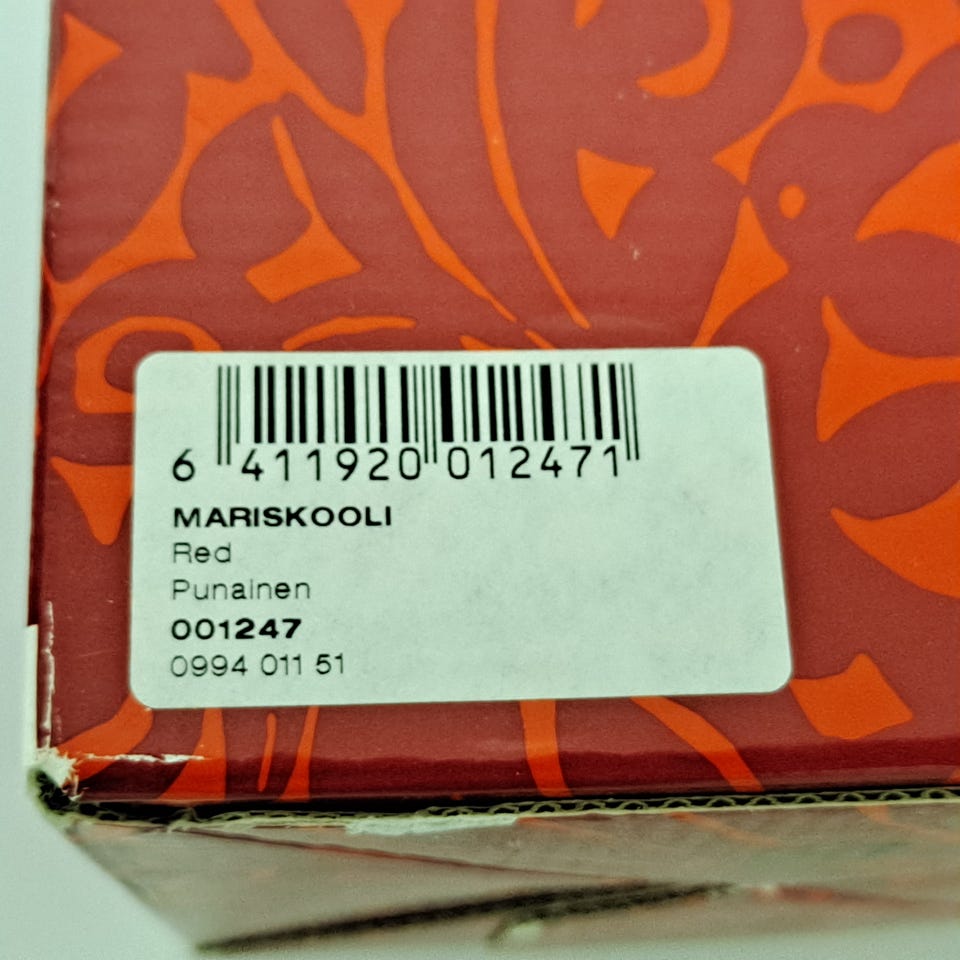 6 411920 012471
MARISKOOLI
Red
Punainen
001247
0994 011 51